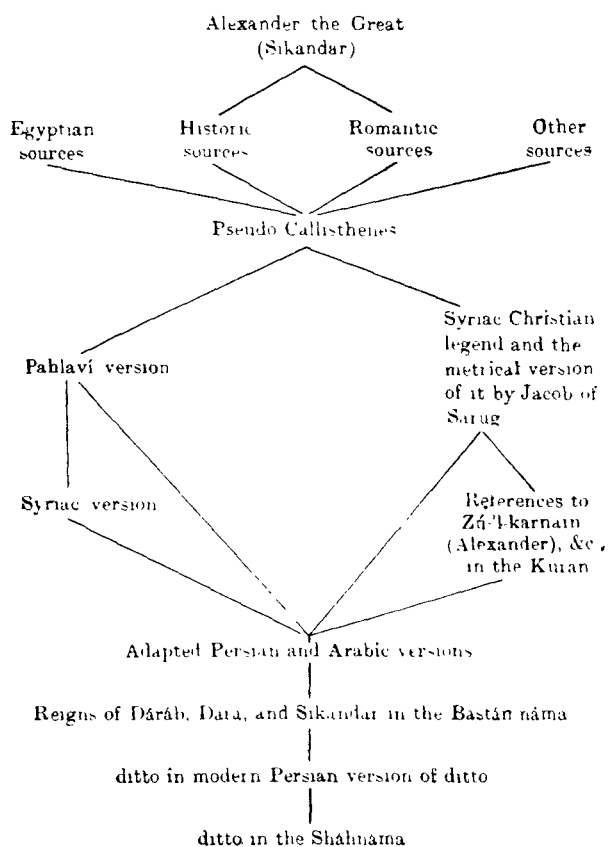 Alexander the Great
(Sikandar)
Egyptian sources
Historic sources
Romantic sources
Other sources
Pseudo Callisthenes
Syriac Christian
legend and the
metrical version
of it by Jacob of
Sarug
Pahlaví version
Syriac version
References to
Zú-'l-karnain
(Alexander), &c.,
in the Kuran
Adapted Persian and Arabic versions
Reigns of Dáráb, Dara, and Sikandar in the Bastán náma
ditto in modern Persian version of ditto
ditto in the Sháhnáma